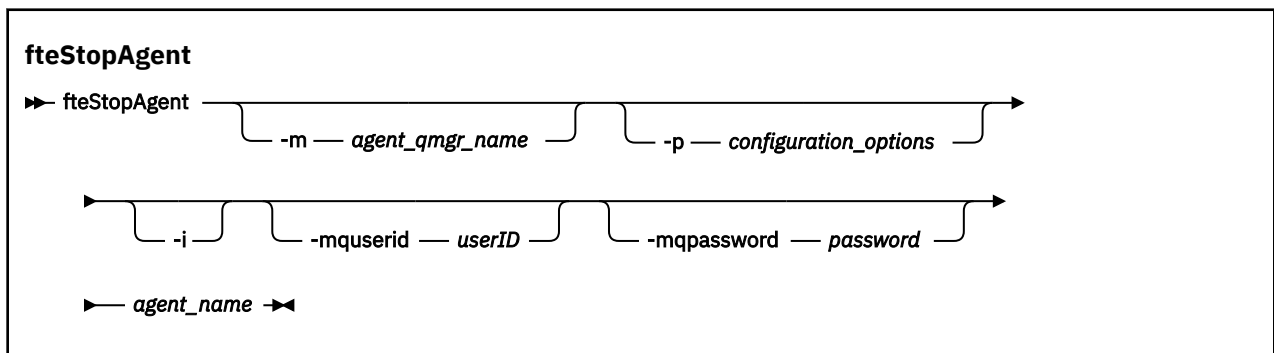 fteStopAgent
fteStopAgent
-m agent_qmgr_name -p configuration_options
-i -mquserid userID -mqpassword password
agent_name